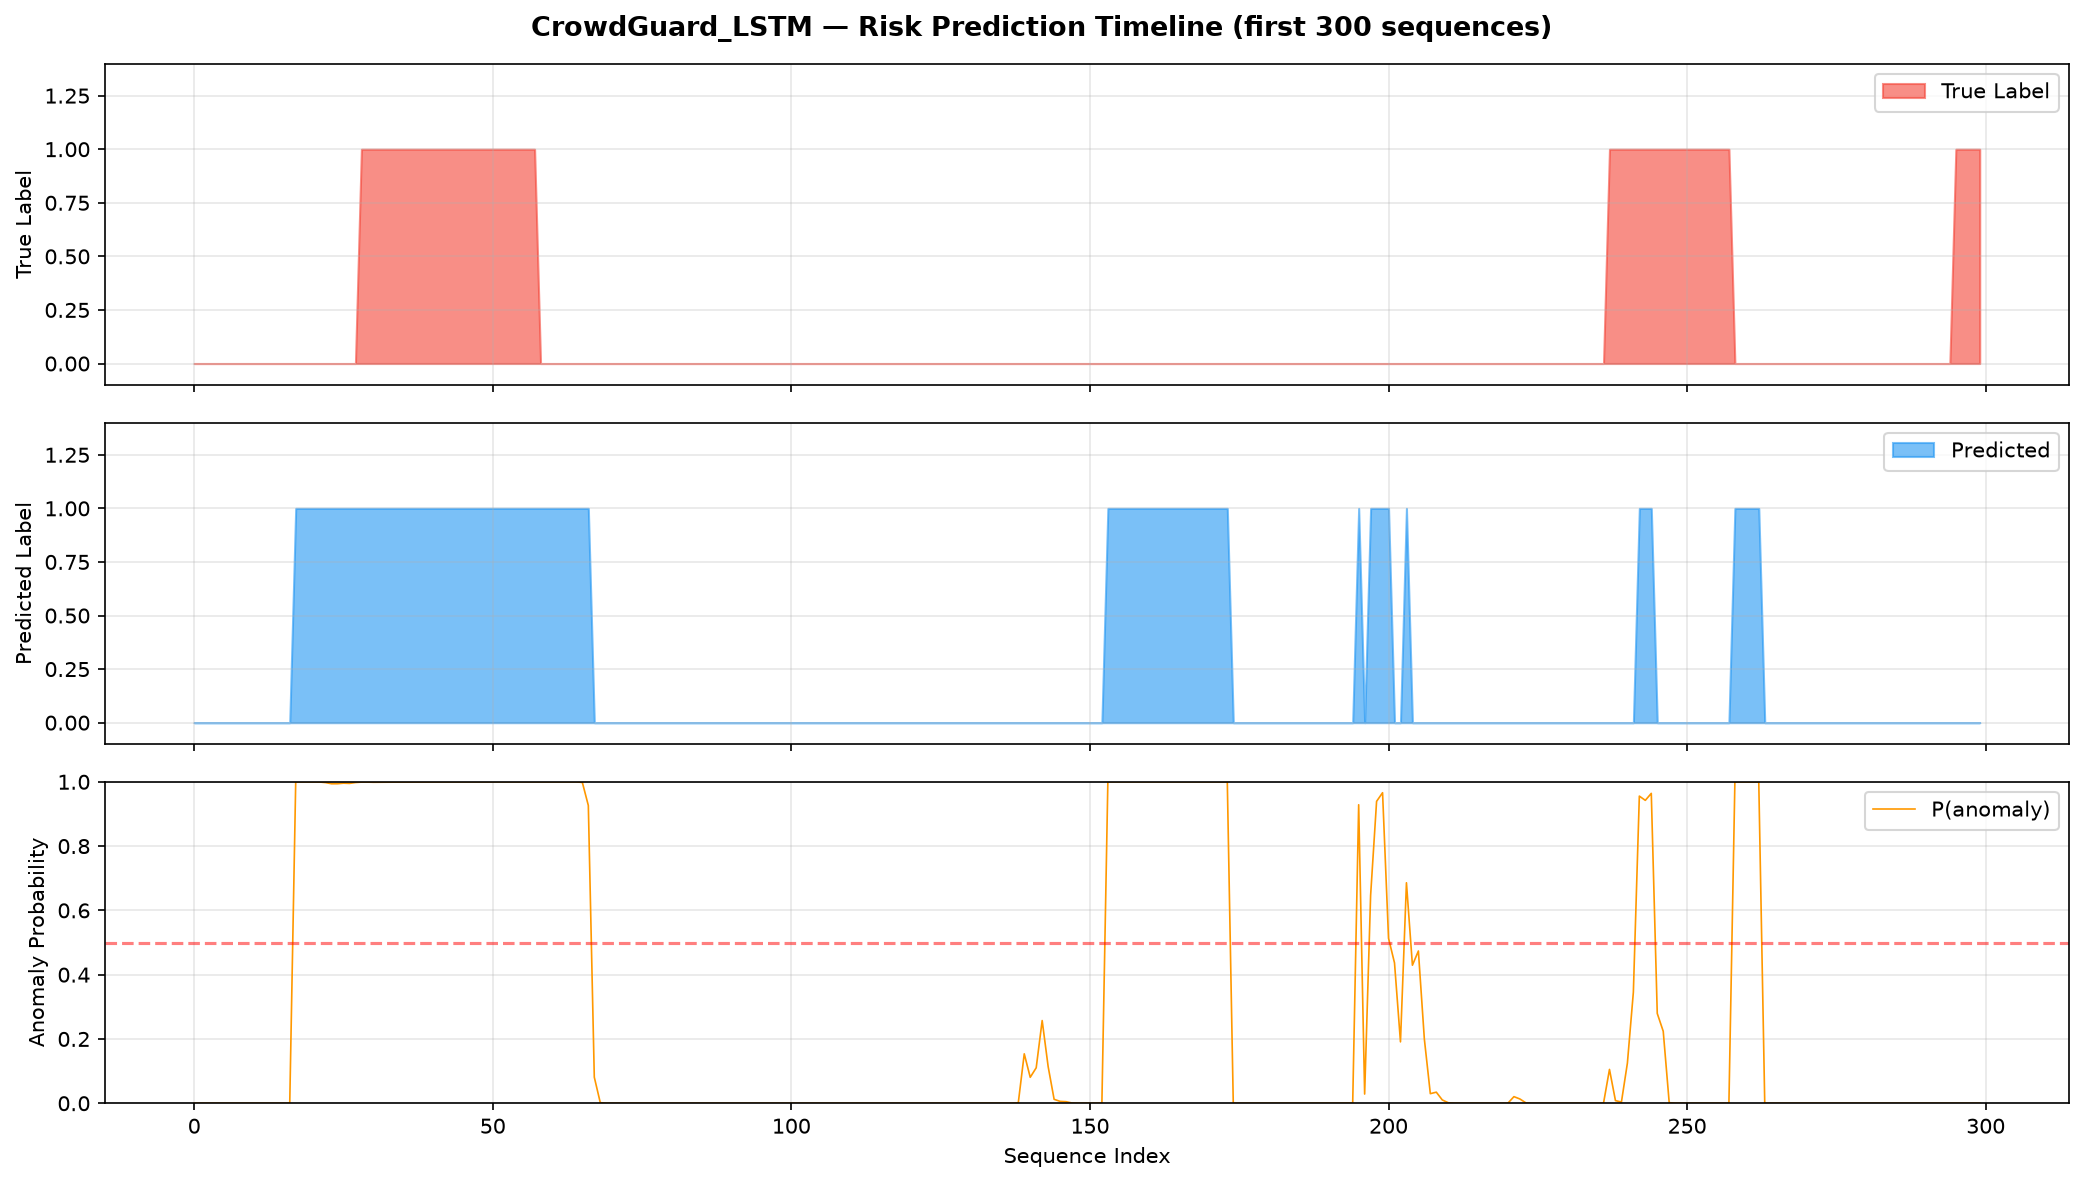 CrowdGuard_LSTM — Risk Prediction Timeline (first 300 sequences)
True Label
1.25
1.00
0.75
0.50
0.25
0.00
True Label
Predicted
1.25
1.00
0.75
0.50
0.25
0.00
Predicted Label
P(anomaly)
1.0
0.8
0.6
0.4
0.2
0.0
Anomaly Probability
0 50 100 150 200 250 300
Sequence Index